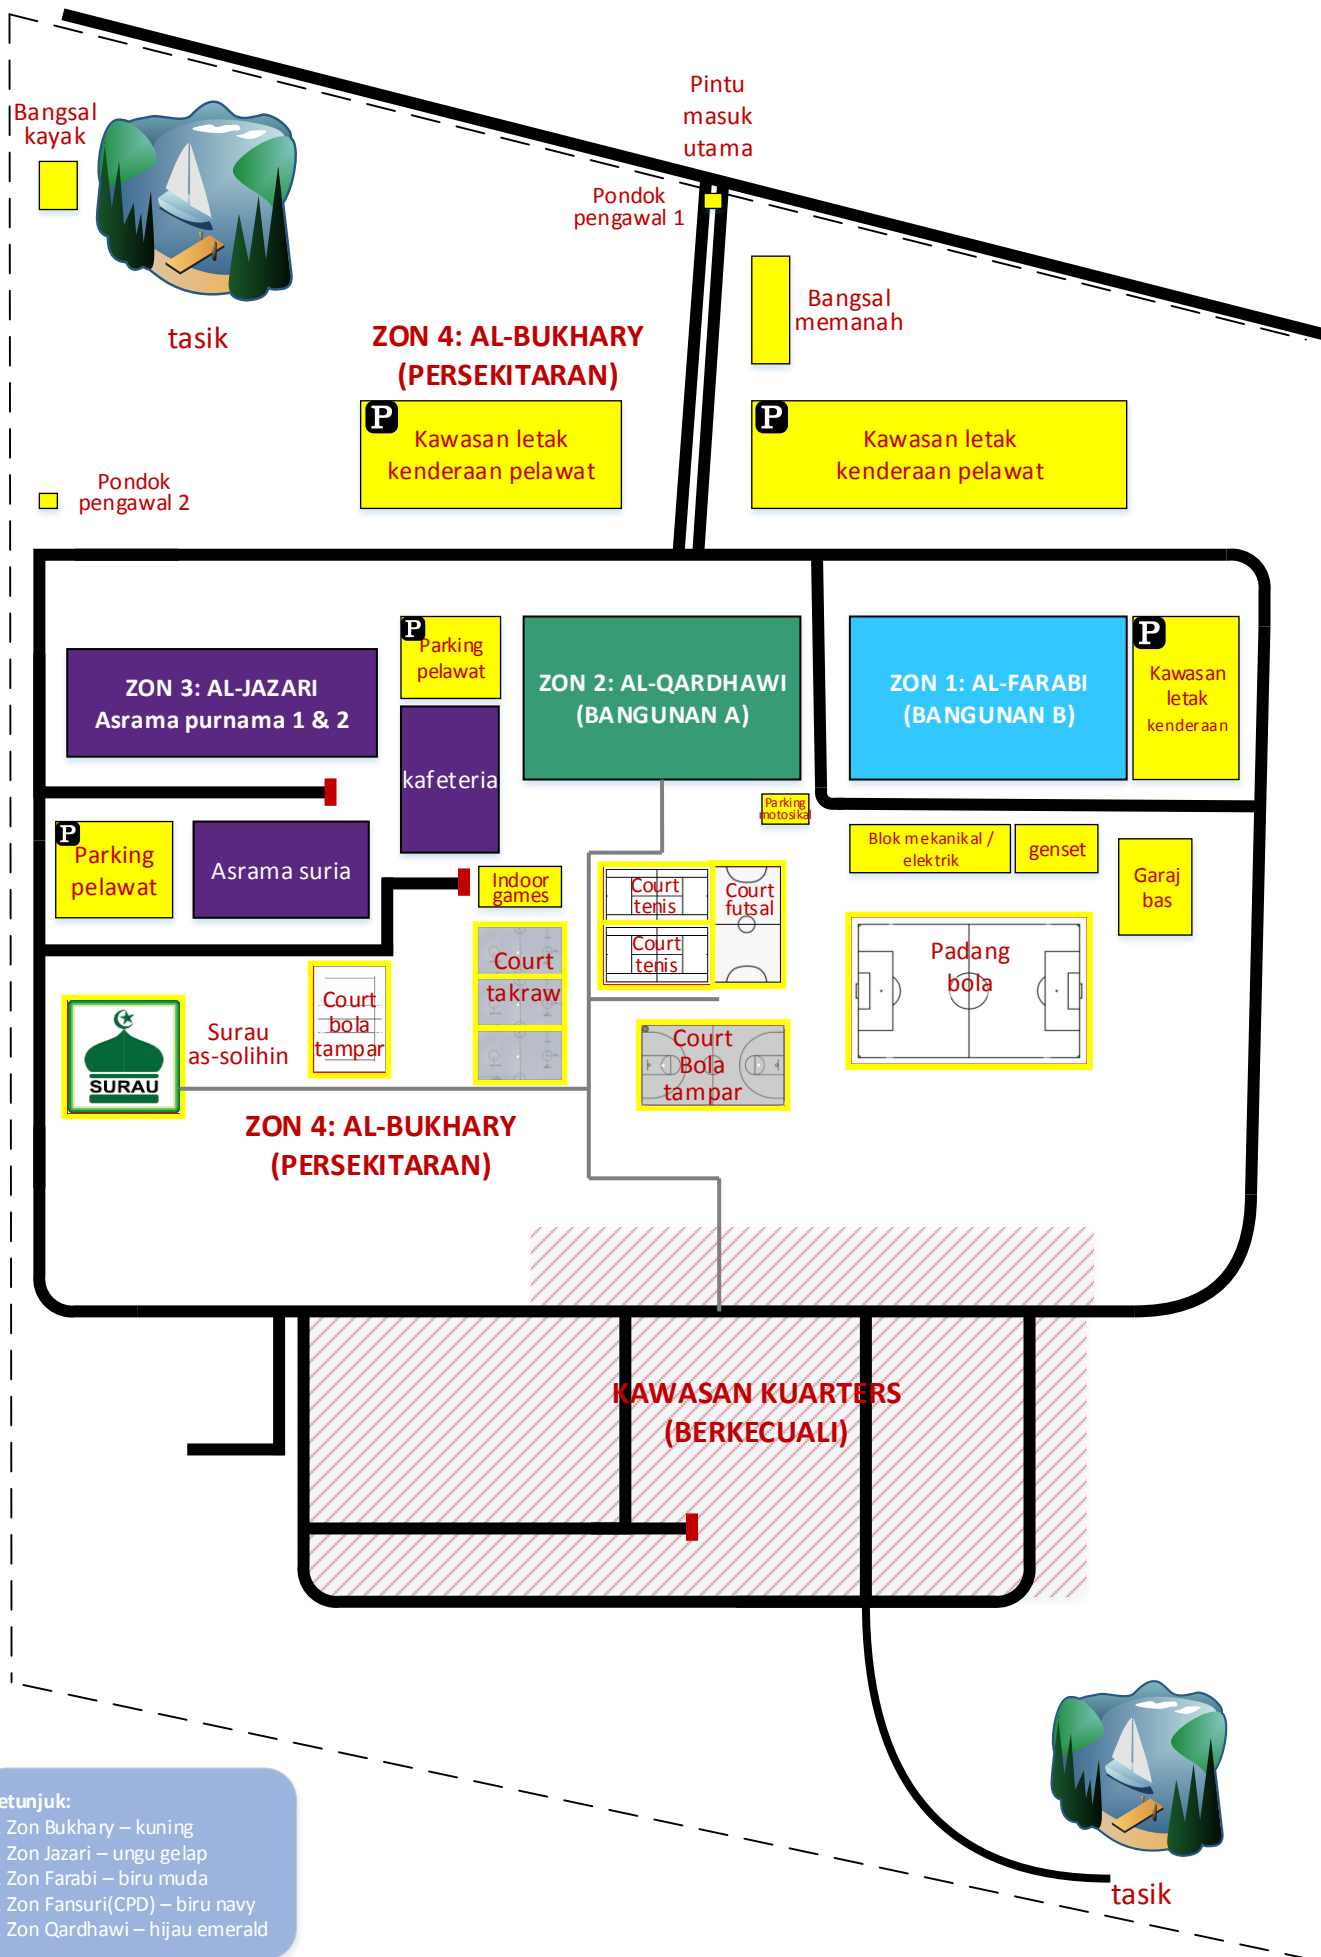 Pintu
masuk
utama
Bangsal
kayak
Pondok
pengawal 1
Bangsal
memanah
tasik
ZON 4: AL-BUKHARY
(PERSEKITARAN)
P
Kawasan letak
kenderaan pelawat
P
Kawasan letak
kenderaan pelawat
Pondok
pengawal 2
ZON 3: AL-JAZARI
Asrama purnama 1 & 2
P
Parking
pelawat
ZON 2: AL-QARDHAWI
(BANGUNAN A)
ZON 1: AL-FARABI
(BANGUNAN B)
P
Kawasan
letak
kenderaan
kafeteria
Parking
motosikal
P
Parking
pelawat
Asrama suria
Indoor
games
Court
tenis
Court
futsal
Court
tenis
Blok mekanikal /
elektrik
genset
Garaj
bas
Padang
bola
Court
takraw
Court
bola
tampar
Surau
as-solihin
SURAU
Court
Bola
tampar
ZON 4: AL-BUKHARY
(PERSEKITARAN)
KAWASAN KUARTERS
(BERKECUALI)
tasik
etunjuk:
Zon Bukhary – kuning
Zon Jazari – ungu gelap
Zon Farabi – biru muda
Zon Fansuri(CPD) – biru navy
Zon Qardhawi – hijau emerald